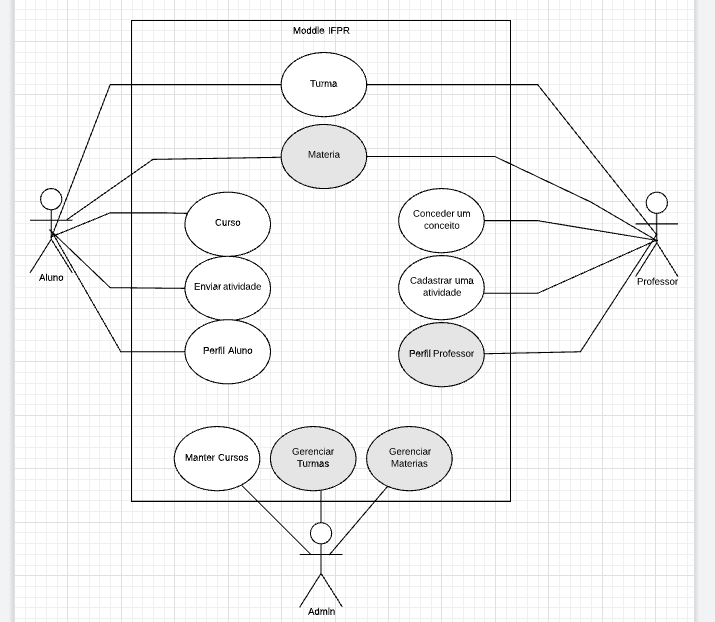 Moddle IFPR
Turma
Materia
Curso
Conceder um
conceito
Aluno
Professor
Enviar atividade
Cadastrar uma
atividade
Perfil Aluno
Perfil Professor
Manter Cursos
Gerenciar
Turmas
Gerenciar
Materias
Admin